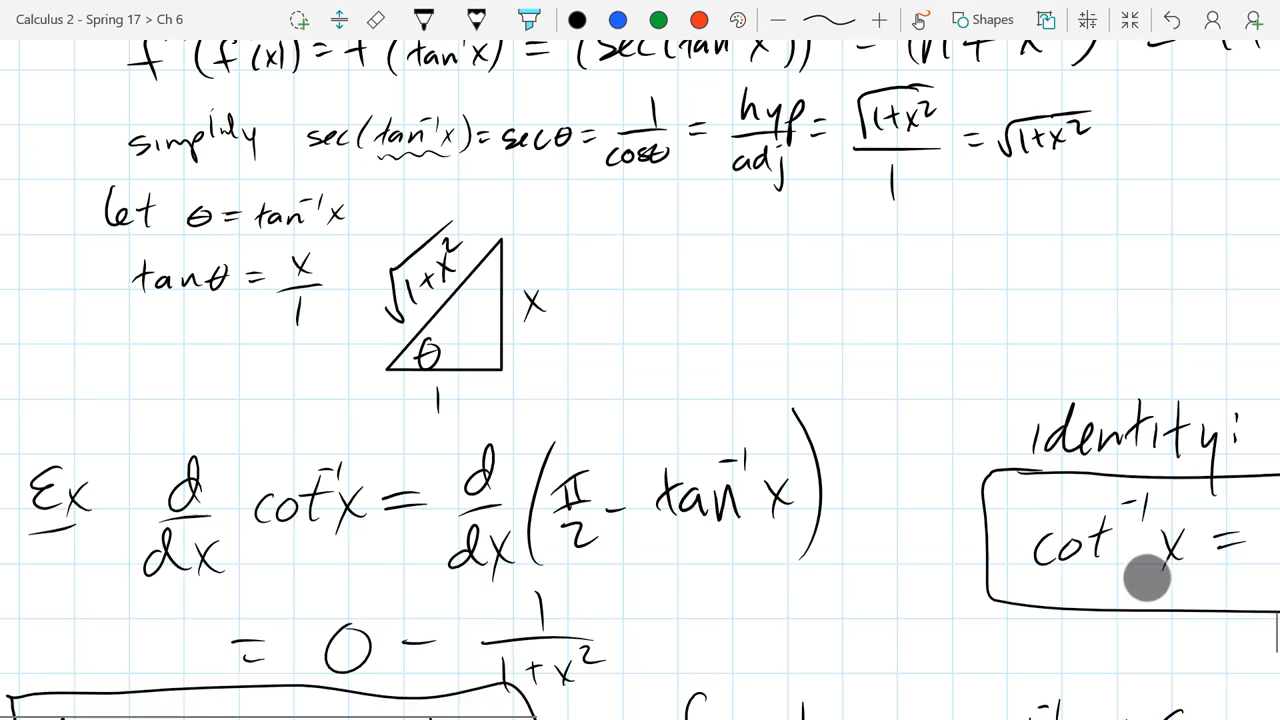 Calculus 2 - Spring 17 > Ch 6 Shapes
simplify sec(tan⁻¹x) = secθ = 1/cosθ = hyp/adj = √(1+x²)/1 = √(1+x²)
let θ = tan⁻¹x
tanθ = x/1
√(1+x²)
x
θ
1
identity:
Ex d/dx cot⁻¹x = d/dx (π/2 - tan⁻¹x)
cot⁻¹x =
= 0 - 1/(1+x²)